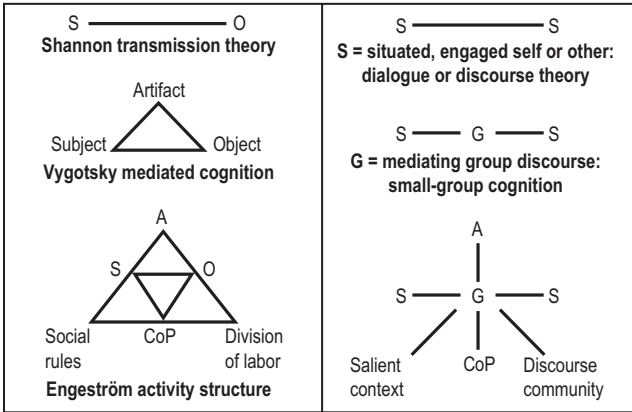 S O
Shannon transmission theory
Artifact
Subject Object
Vygotsky mediated cognition
A
S O
Social CoP Division
rules of labor
Engeström activity structure
S S
S = situated, engaged self or other:
dialogue or discourse theory
S G S
G = mediating group discourse:
small-group cognition
A
S G S
Salient CoP Discourse
context community